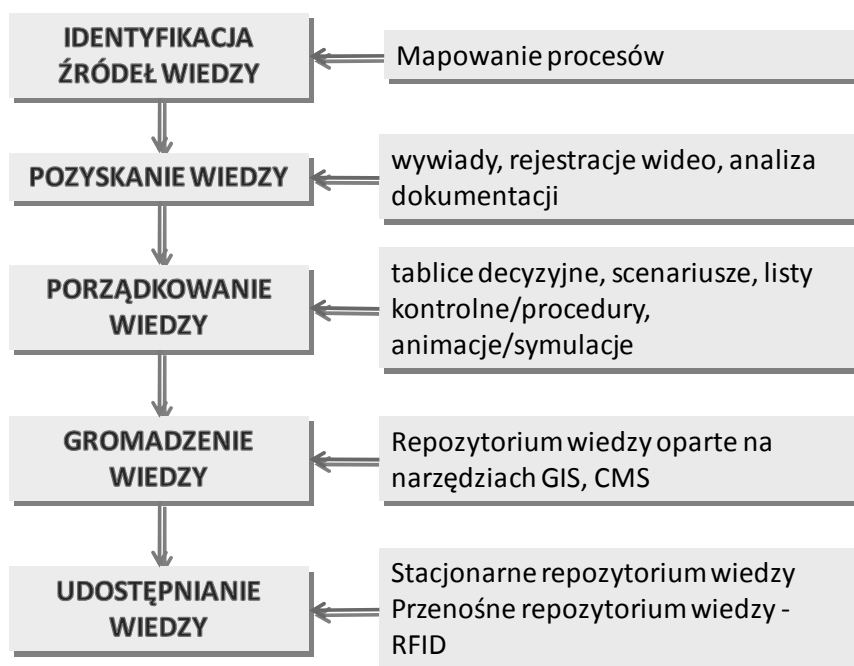 IDENTYFIKACJA
ŹRÓDEŁ WIEDZY
Mapowanie procesów
POZYSKANIE WIEDZY
wywiady, rejestracje wideo, analiza
dokumentacji
PORZĄDKOWANIE
WIEDZY
tablice decyzyjne, scenariusze, listy
kontrolne/procedury,
animacje/symulacje
GROMADZENIE
WIEDZY
Repozytorium wiedzy oparte na
narzędziach GIS, CMS
UDOSTĘPNIANIE
WIEDZY
Stacjonarne repozytorium wiedzy
Przenośne repozytorium wiedzy -
RFID